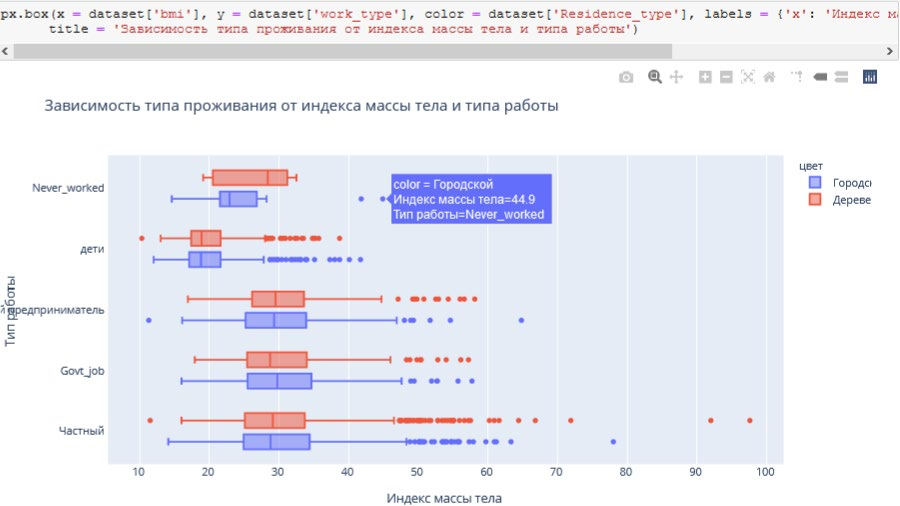 px.box(x = dataset['bmi'], y = dataset['work_type'], color = dataset['Residence_type'], labels = {'x': 'Индекс м
title = 'Зависимость типа проживания от индекса массы тела и типа работы')
Зависимость типа проживания от индекса массы тела и типа работы
цвет
Городс
Дереве
Never_worked
color = Городской
Индекс массы тела=44.9
Тип работы=Never_worked
дети
й предприниматель
Govt_job
Частный
Тип работы
10 20 30 40 50 60 70 80 90 100
Индекс массы тела